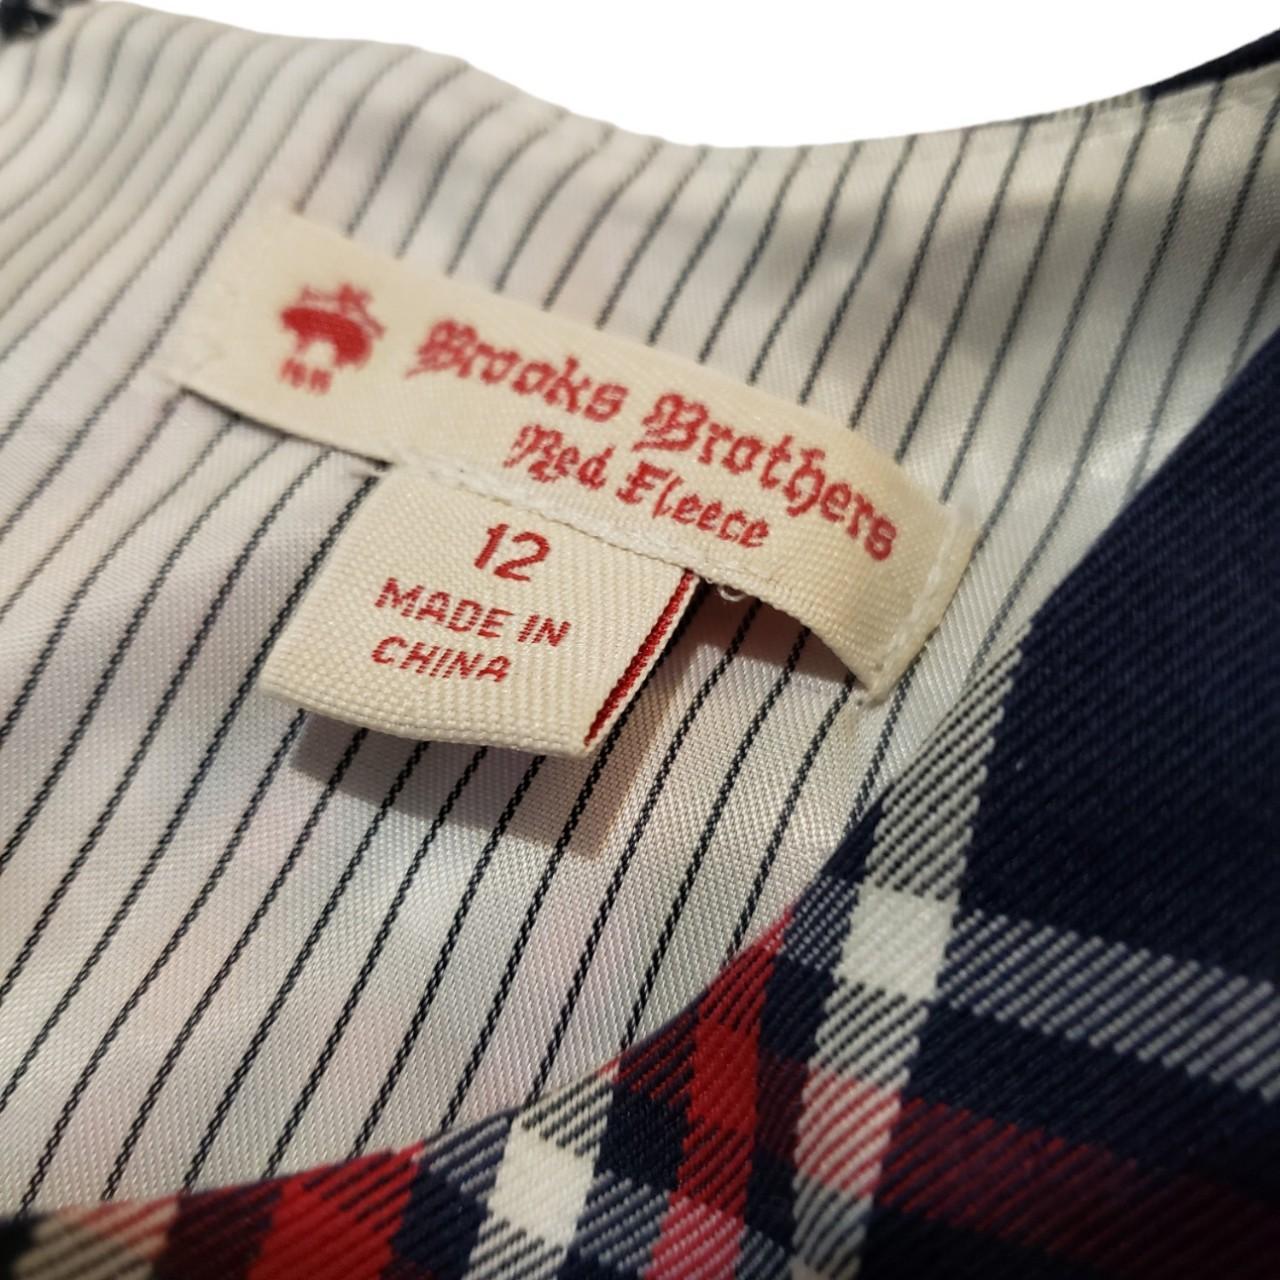 Brooks Brothers
Red Fleece
12
MADE IN
CHINA